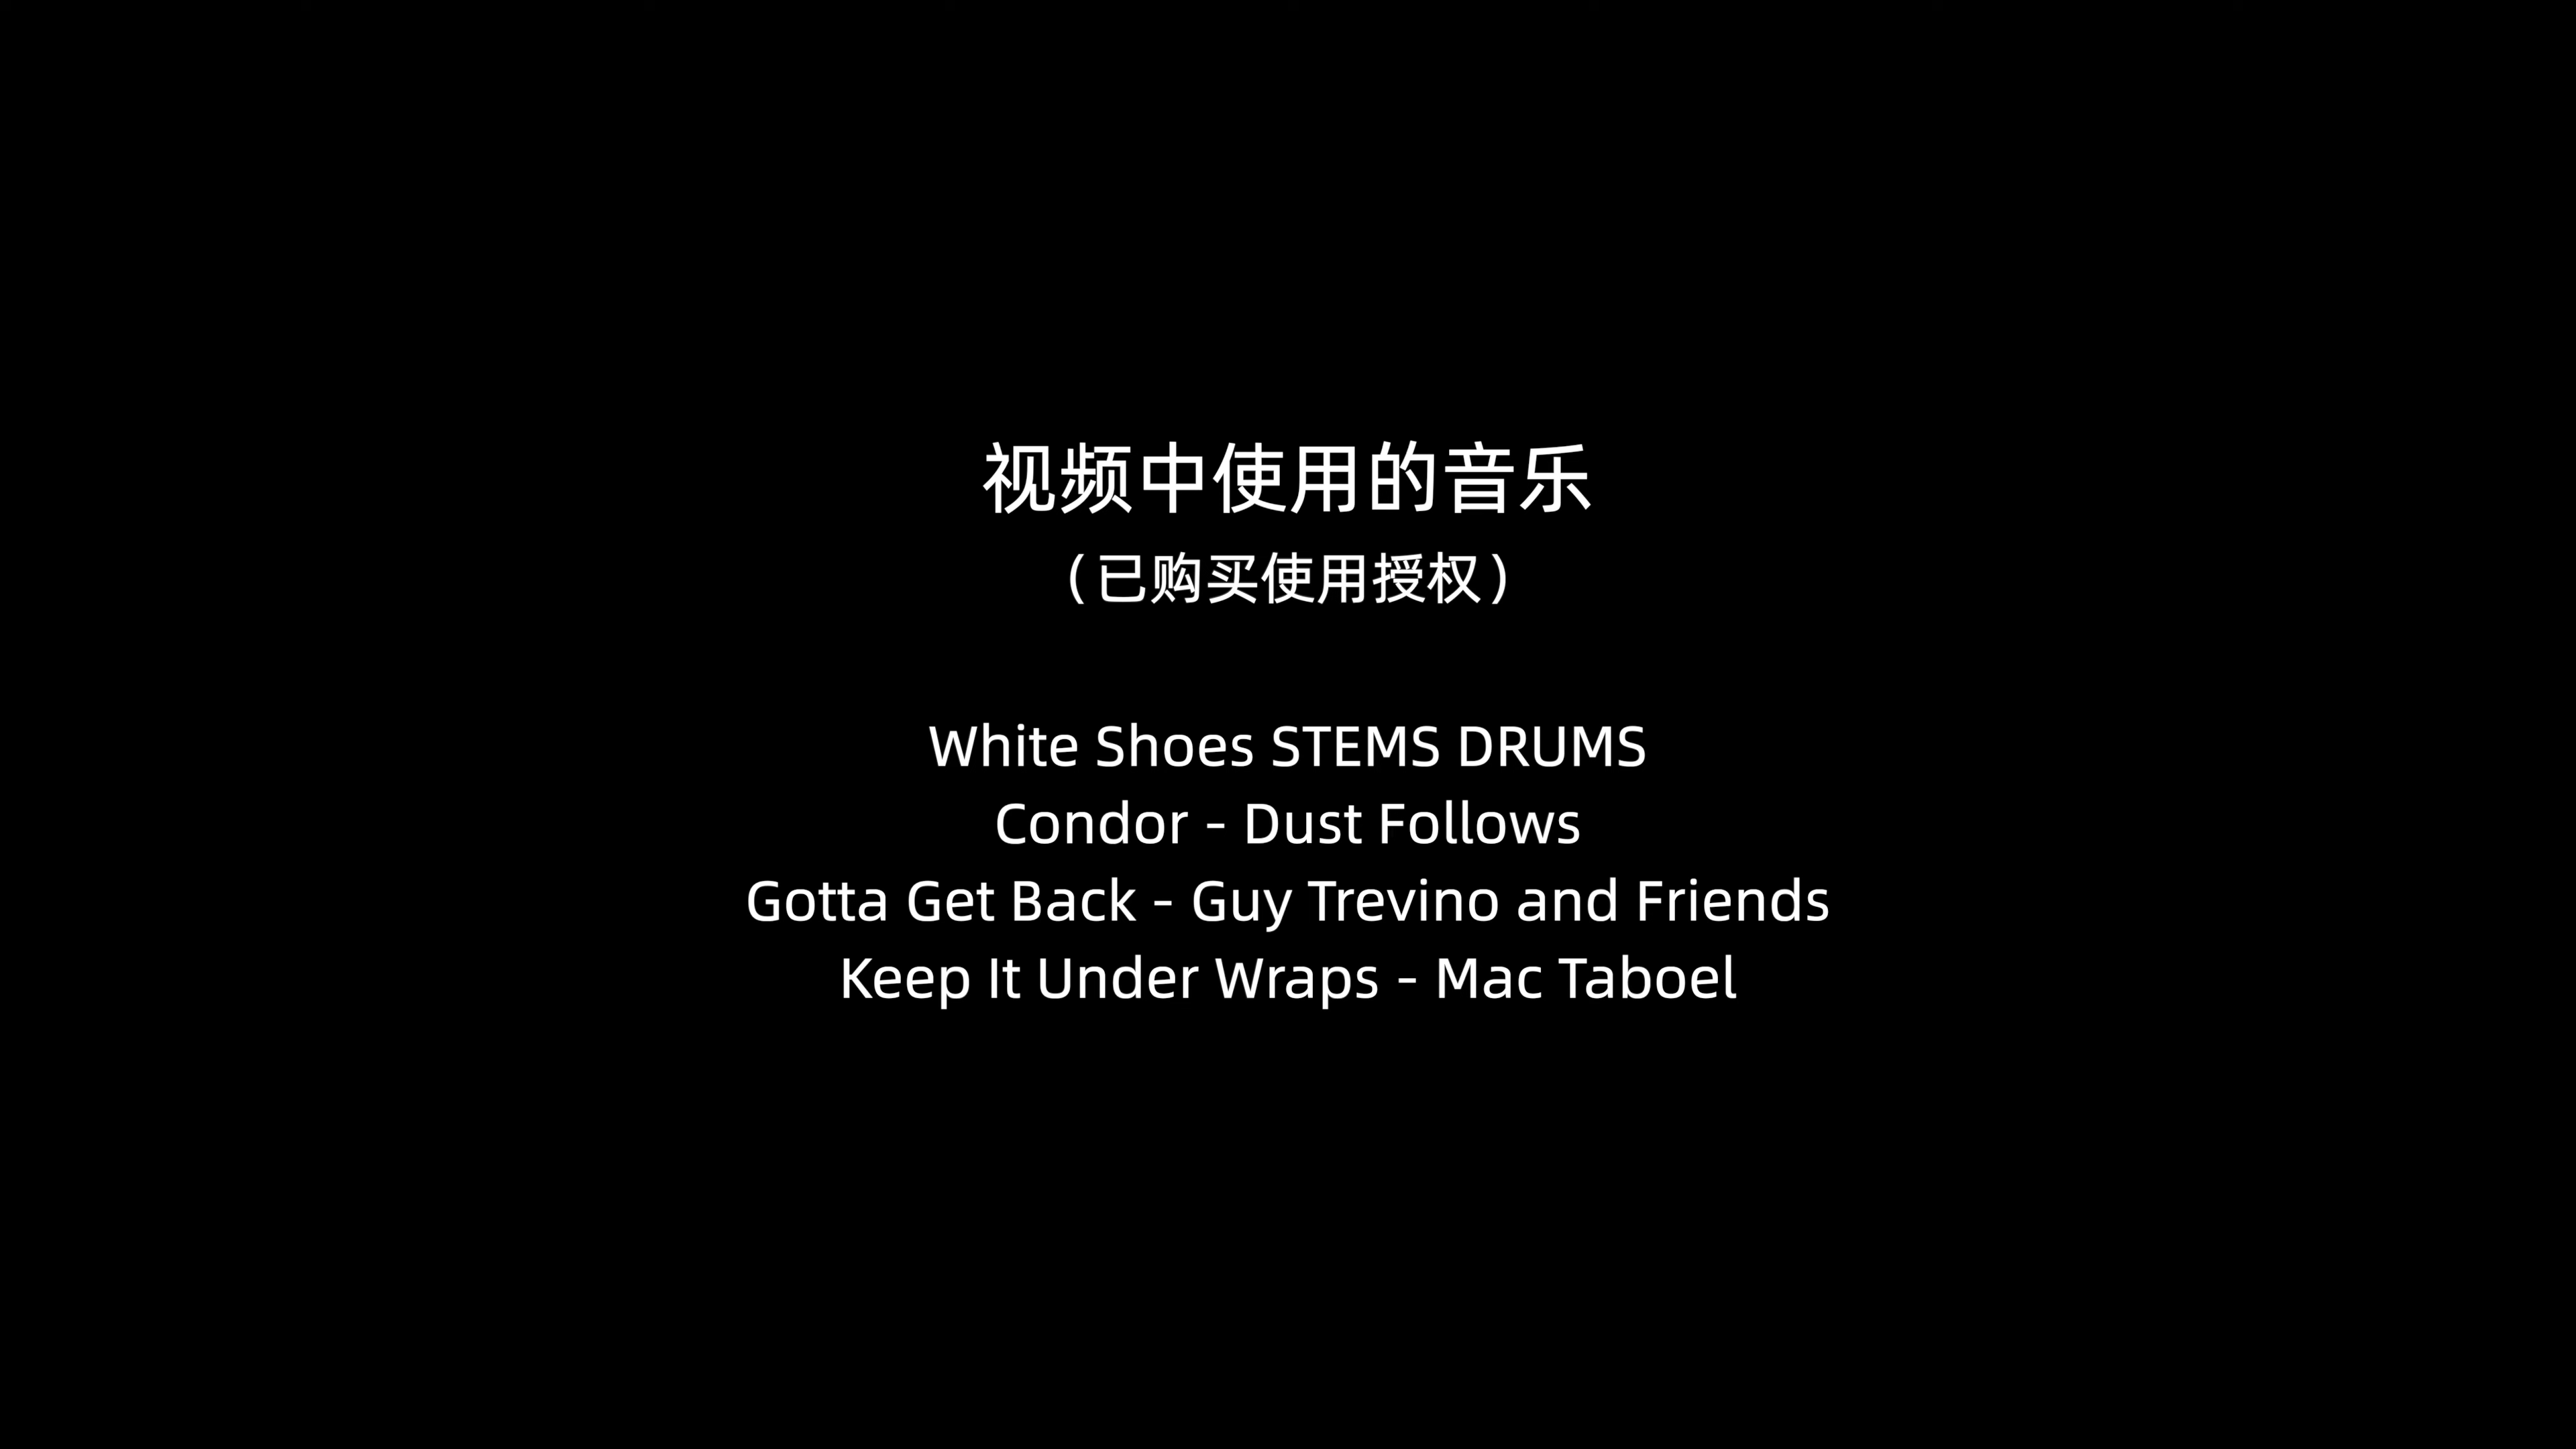 视频中使用的音乐
（已购买使用授权）
White Shoes STEMS DRUMS
Condor - Dust Follows
Gotta Get Back - Guy Trevino and Friends
Keep It Under Wraps - Mac Taboel